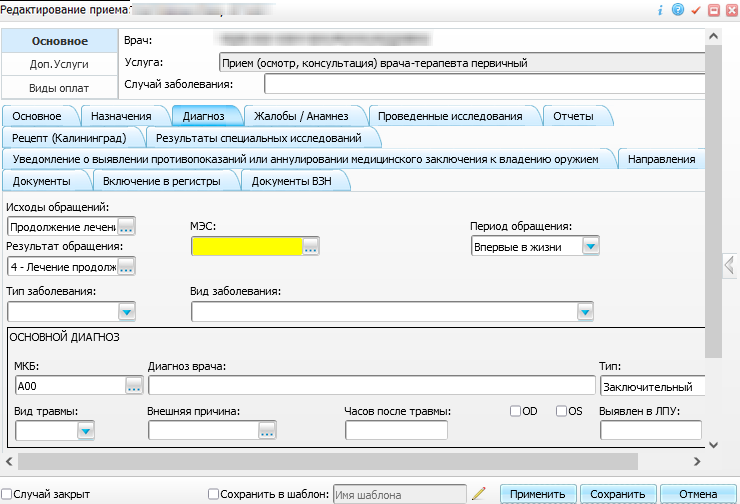 Редактирование приема:
Основное
Врач:
Доп.Услуги
Услуга: Прием (осмотр, консультация) врача-терапевта первичный
Виды оплат
Случай заболевания:
Основное Назначения Диагноз Жалобы / Анамнез Проведенные исследования Отчеты
Рецепт (Калининград) Результаты специальных исследований
Уведомление о выявлении противопоказаний или аннулировании медицинского заключения к владению оружием Направления
Документы Включение в регистры Документы ВЗН
Исходы обращений: МЭС: Период обращения:
Продолжение лечени ... ... Впервые в жизни
Результат обращения:
4 - Лечение продолж ...
Тип заболевания: Вид заболевания:
ОСНОВНОЙ ДИАГНОЗ
МКБ: Диагноз врача: Тип:
A00 ... Заключительный
Вид травмы: Внешняя причина: Часов после травмы: OD OS Выявлен в ЛПУ:
...
Случай закрыт Сохранить в шаблон: Имя шаблона Применить Сохранить Отмена